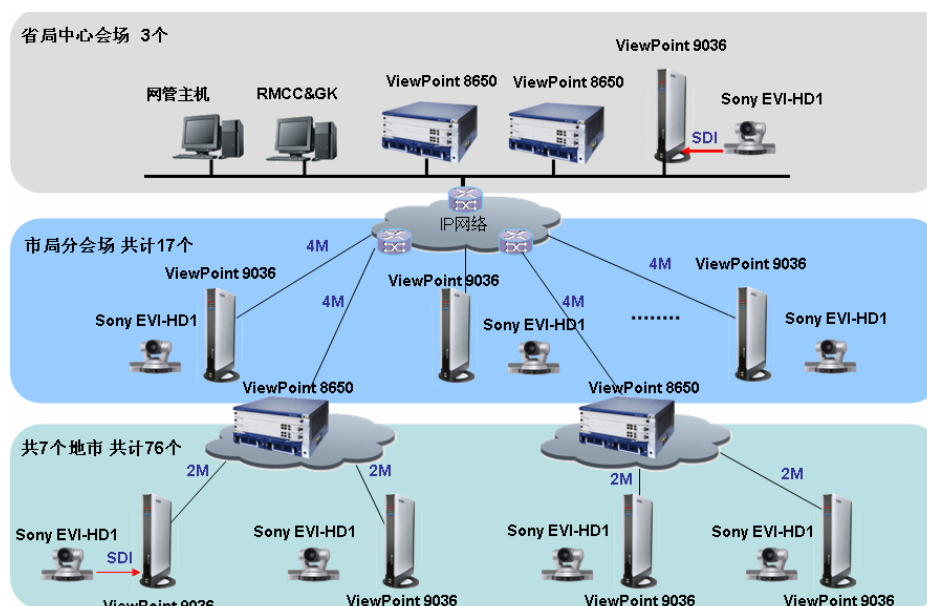 省局中心会场 3个
ViewPoint 9036
网管主机
RMCC&GK
ViewPoint 8650
ViewPoint 8650
Sony EVI-HD1
SDI
IP网络
市局分会场 共计17个
4M
ViewPoint 9036
4M
ViewPoint 9036
4M
4M
ViewPoint 9036
Sony EVI-HD1
Sony EVI-HD1
........
Sony EVI-HD1
ViewPoint 8650
ViewPoint 8650
共7个地市 共计76个
2M
2M
2M
2M
Sony EVI-HD1
SDI
Sony EVI-HD1
Sony EVI-HD1
Sony EVI-HD1
ViewPoint 9036
ViewPoint 9036
ViewPoint 9036
ViewPoint 9036